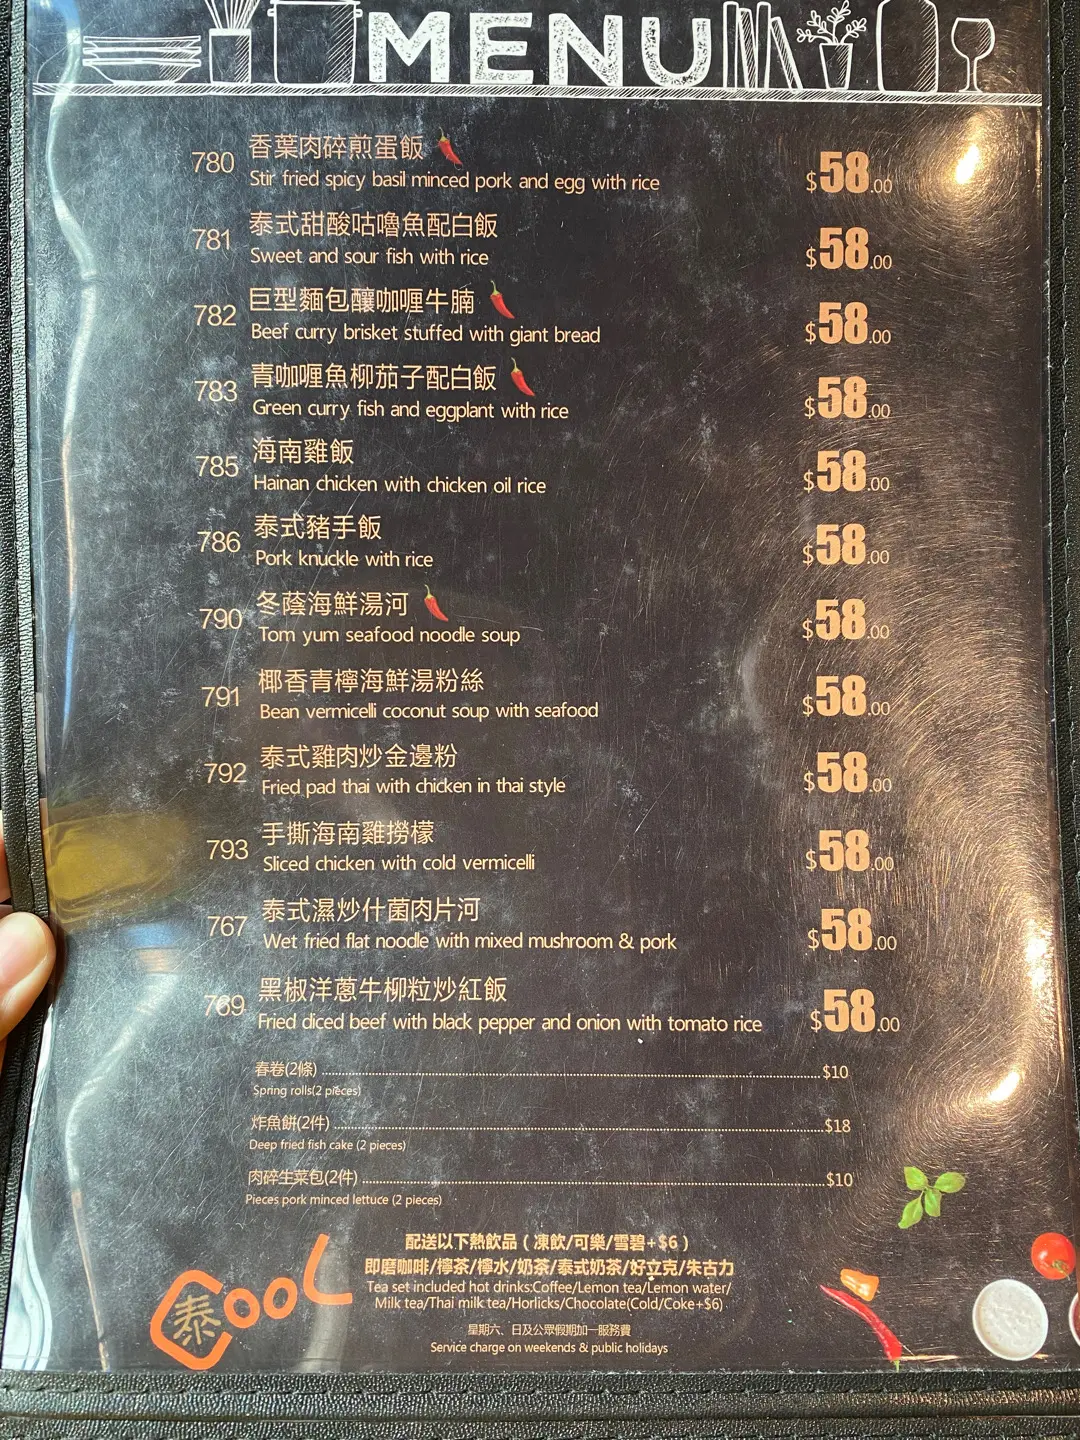 MENU
780 香葉肉碎煎蛋飯 $58.00
Stir fried spicy basil minced pork and egg with rice
781 泰式甜酸咕嚕魚配白飯 $58.00
Sweet and sour fish with rice
782 巨型麵包釀咖喱牛腩 $58.00
Beef curry brisket stuffed with giant bread
783 青咖喱魚柳茄子配白飯 $58.00
Green curry fish and eggplant with rice
785 海南雞飯 $58.00
Hainan chicken with chicken oil rice
786 泰式豬手飯 $58.00
Pork knuckle with rice
790 冬蔭海鮮湯河 $58.00
Tom yum seafood noodle soup
791 椰香青檸海鮮湯粉絲 $58.00
Bean vermicelli coconut soup with seafood
792 泰式雞肉炒金邊粉 $58.00
Fried pad thai with chicken in thai style
793 手撕海南雞撈檬 $58.00
Sliced chicken with cold vermicelli
767 泰式濕炒什菌肉片河 $58.00
Wet fried flat noodle with mixed mushroom & pork
769 黑椒洋蔥牛柳粒炒紅飯 $58.00
Fried diced beef with black pepper and onion with tomato rice
春卷(2條) $10
Spring rolls(2 pieces)
炸魚餅(2件) $18
Deep fried fish cake (2 pieces)
肉碎生菜包(2件) $10
Pieces pork minced lettuce (2 pieces)
配送以下熱飲品 ( 凍飲/可樂/雪碧+$6 )
即磨咖啡/檸茶/檸水/奶茶/泰式奶茶/好立克/朱古力
Tea set included hot drinks:Coffee/Lemon tea/Lemon water/
Milk tea/Thai milk tea/Horlicks/Chocolate(Cold/Coke+$6)
星期六、日及公眾假期加一服務費
Service charge on weekends & public holidays
泰 Cool